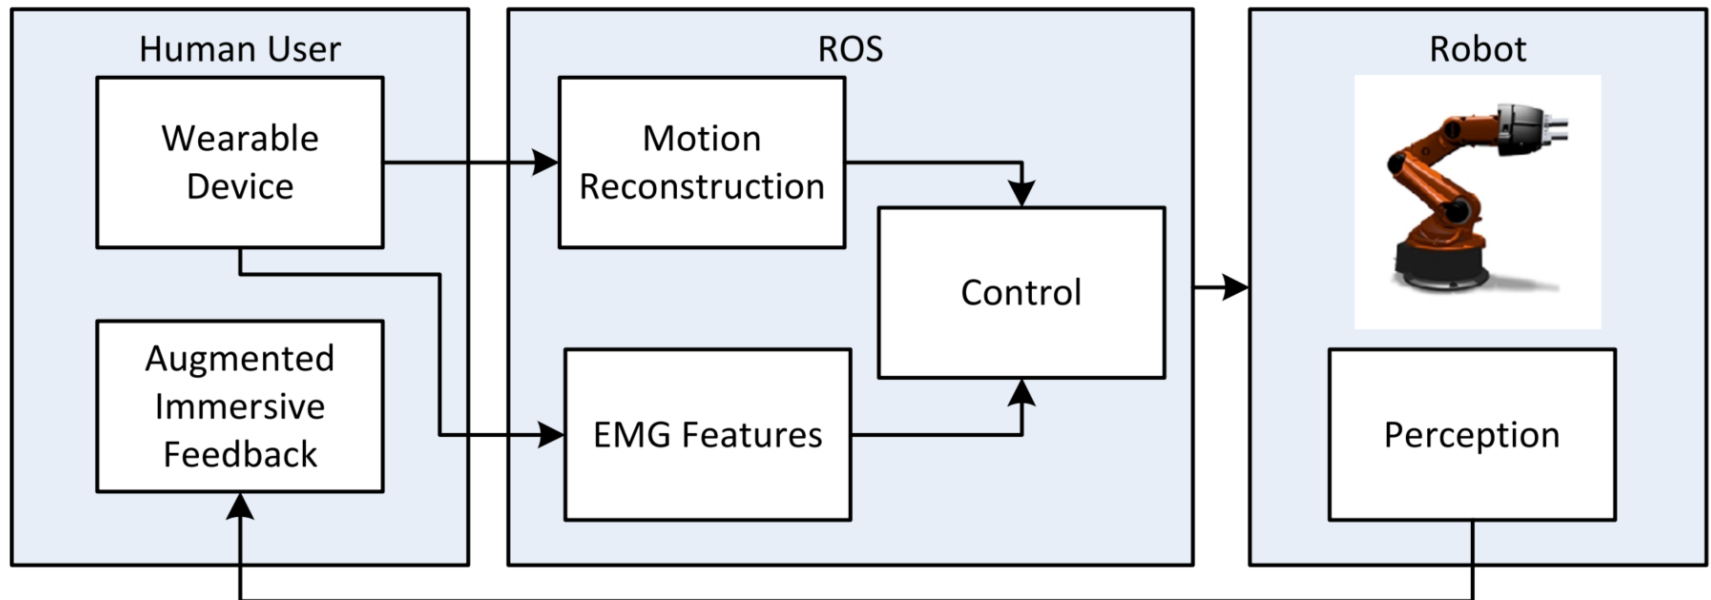 Human User
Wearable
Device
Augmented
Immersive
Feedback
ROS
Motion
Reconstruction
Control
EMG Features
Robot
Perception